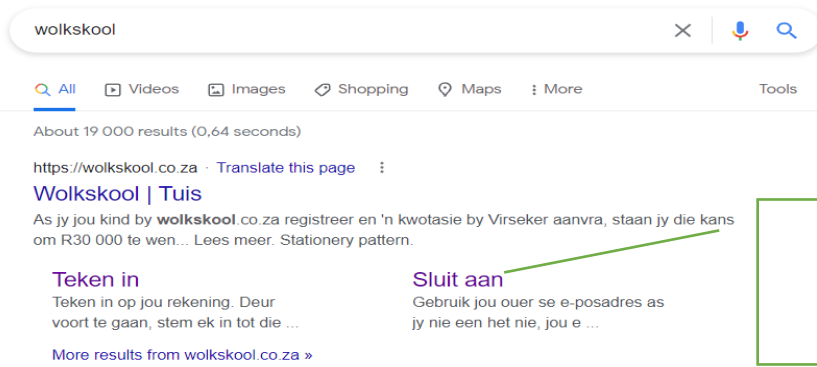 wolkskool
All Videos Images Shopping Maps More Tools
About 19 000 results (0,64 seconds)
https://wolkskool.co.za · Translate this page
Wolkskool | Tuis
As jy jou kind by wolkskool.co.za registreer en 'n kwotasie by Virseker aanvra, staan jy die kans
om R30 000 te wen... Lees meer. Stationery pattern.
Teken in
Teken in op jou rekening. Deur
voort te gaan, stem ek in tot die ...
Sluit aan
Gebruik jou ouer se e-posadres as
jy nie een het nie, jou e ...
More results from wolkskool.co.za »